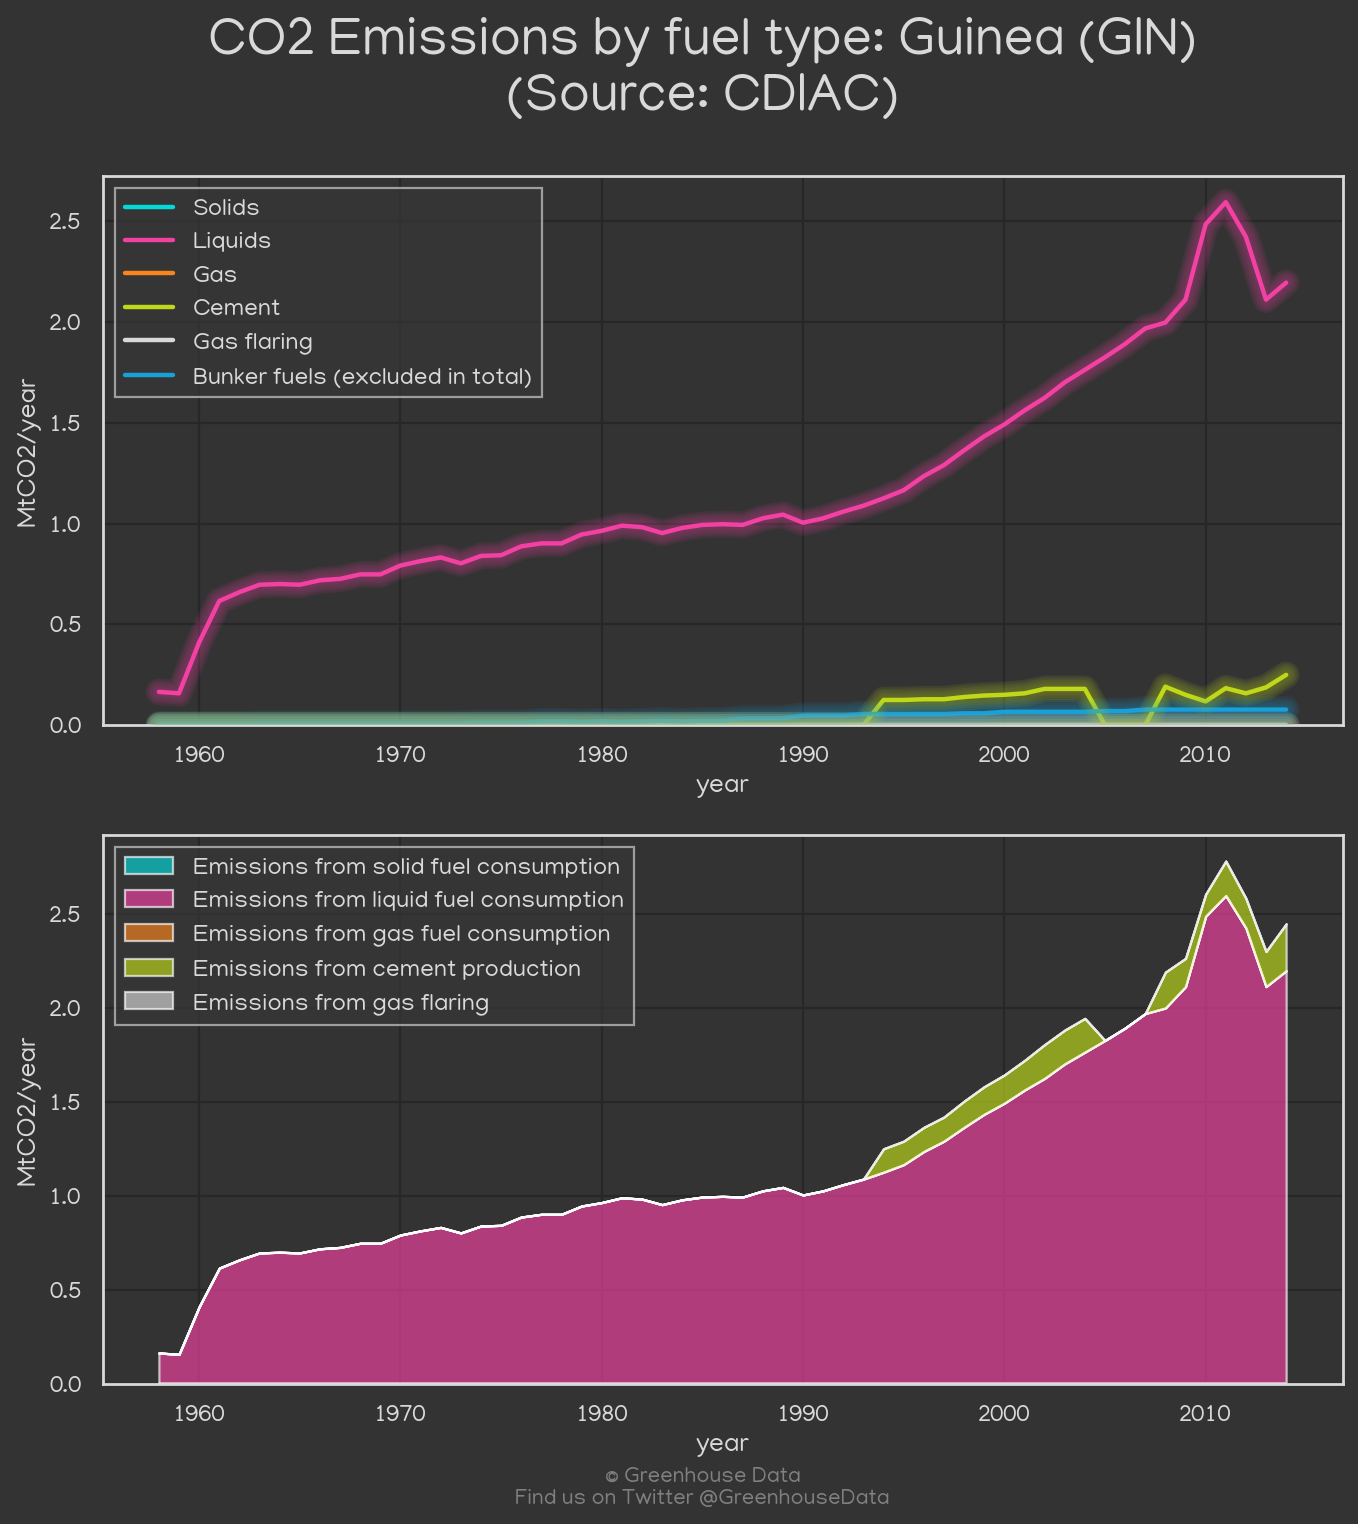 CO2 Emissions by fuel type: Guinea (GIN)
(Source: CDIAC)
Solids
Liquids
Gas
Cement
Gas flaring
Bunker fuels (excluded in total)
MtCO2/year
2.5
2.0
1.5
1.0
0.5
0.0
1960 1970 1980 1990 2000 2010
year
Emissions from solid fuel consumption
Emissions from liquid fuel consumption
Emissions from gas fuel consumption
Emissions from cement production
Emissions from gas flaring
MtCO2/year
2.5
2.0
1.5
1.0
0.5
0.0
1960 1970 1980 1990 2000 2010
year
© Greenhouse Data
Find us on Twitter @GreenhouseData